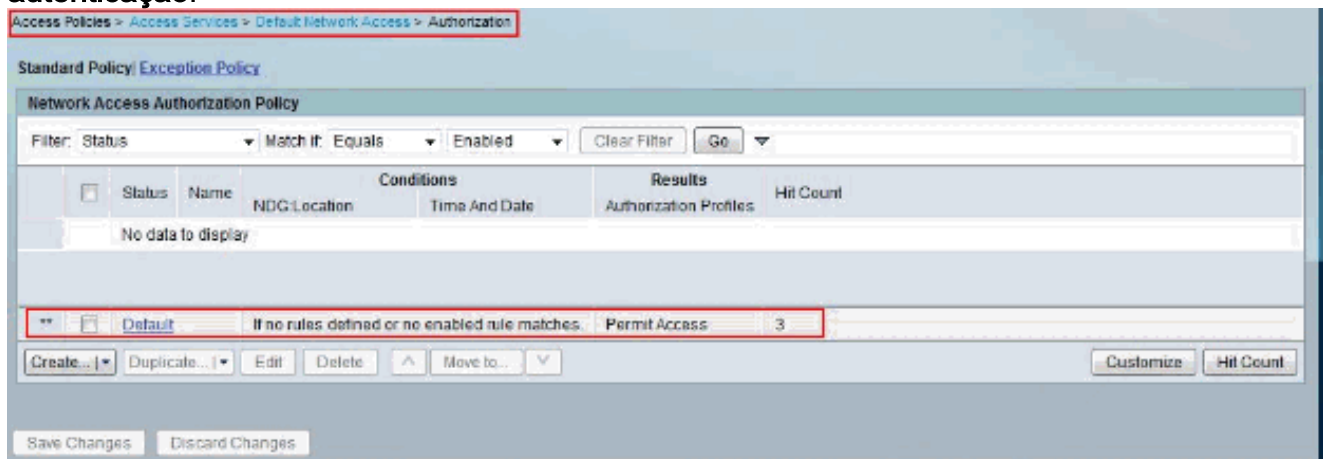 autenticação.
Access Policies > Access Services > Default Network Access > Authorization
Standard Policy| Exception Policy
Network Access Authorization Policy
Filter: Status Match if: Equals Enabled Clear Filter Go
Conditions Results
Status Name NDG:Location Time And Date Authorization Profiles Hit Count
No data to display
** Default If no rules defined or no enabled rule matches. Permit Access 3
Create... | Duplicate... | Edit Delete ^ Move to... v Customize Hit Count
Save Changes Discard Changes